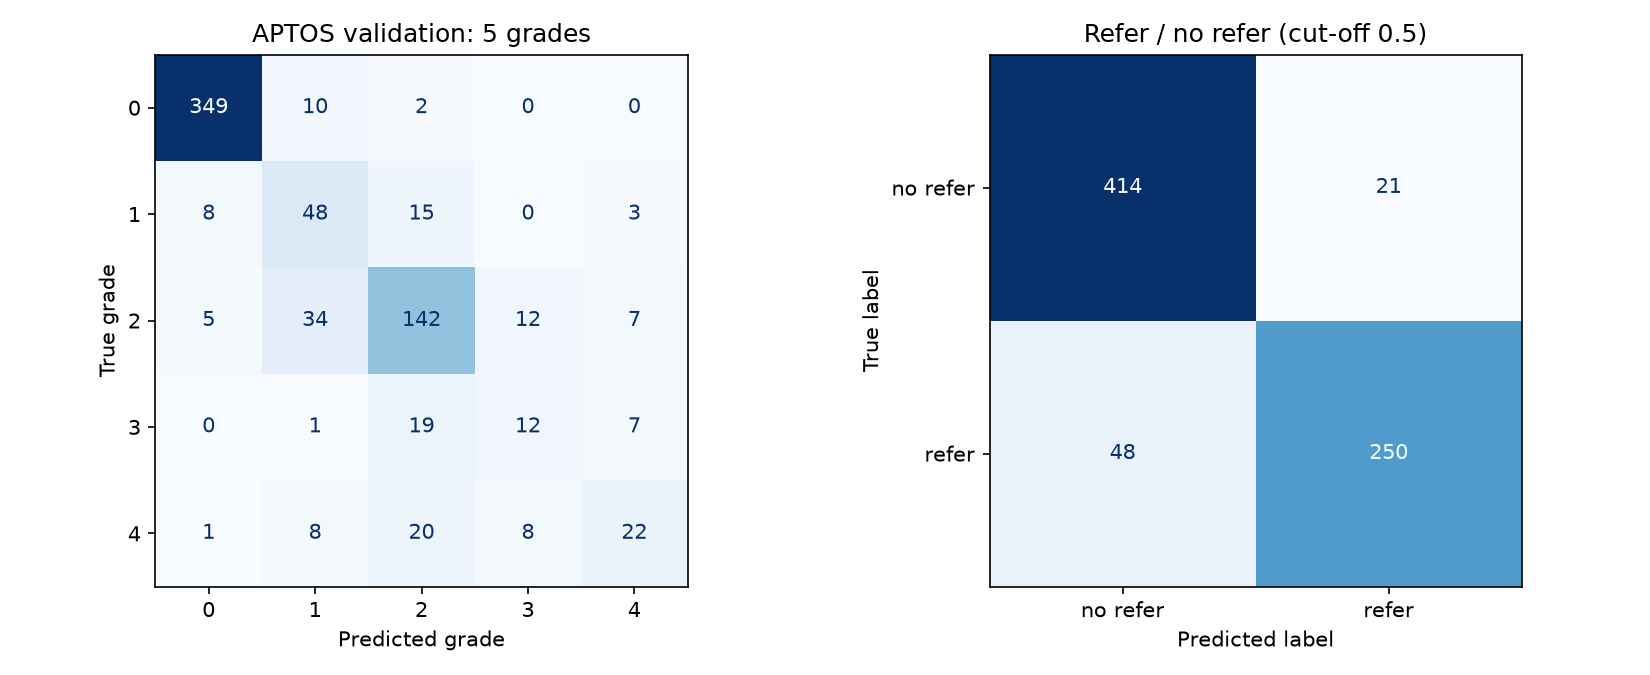 APTOS validation: 5 grades
True grade
0 349 10 2 0 0
1 8 48 15 0 3
2 5 34 142 12 7
3 0 1 19 12 7
4 1 8 20 8 22
0 1 2 3 4
Predicted grade
Refer / no refer (cut-off 0.5)
True label
no refer 414 21
refer 48 250
no refer refer
Predicted label